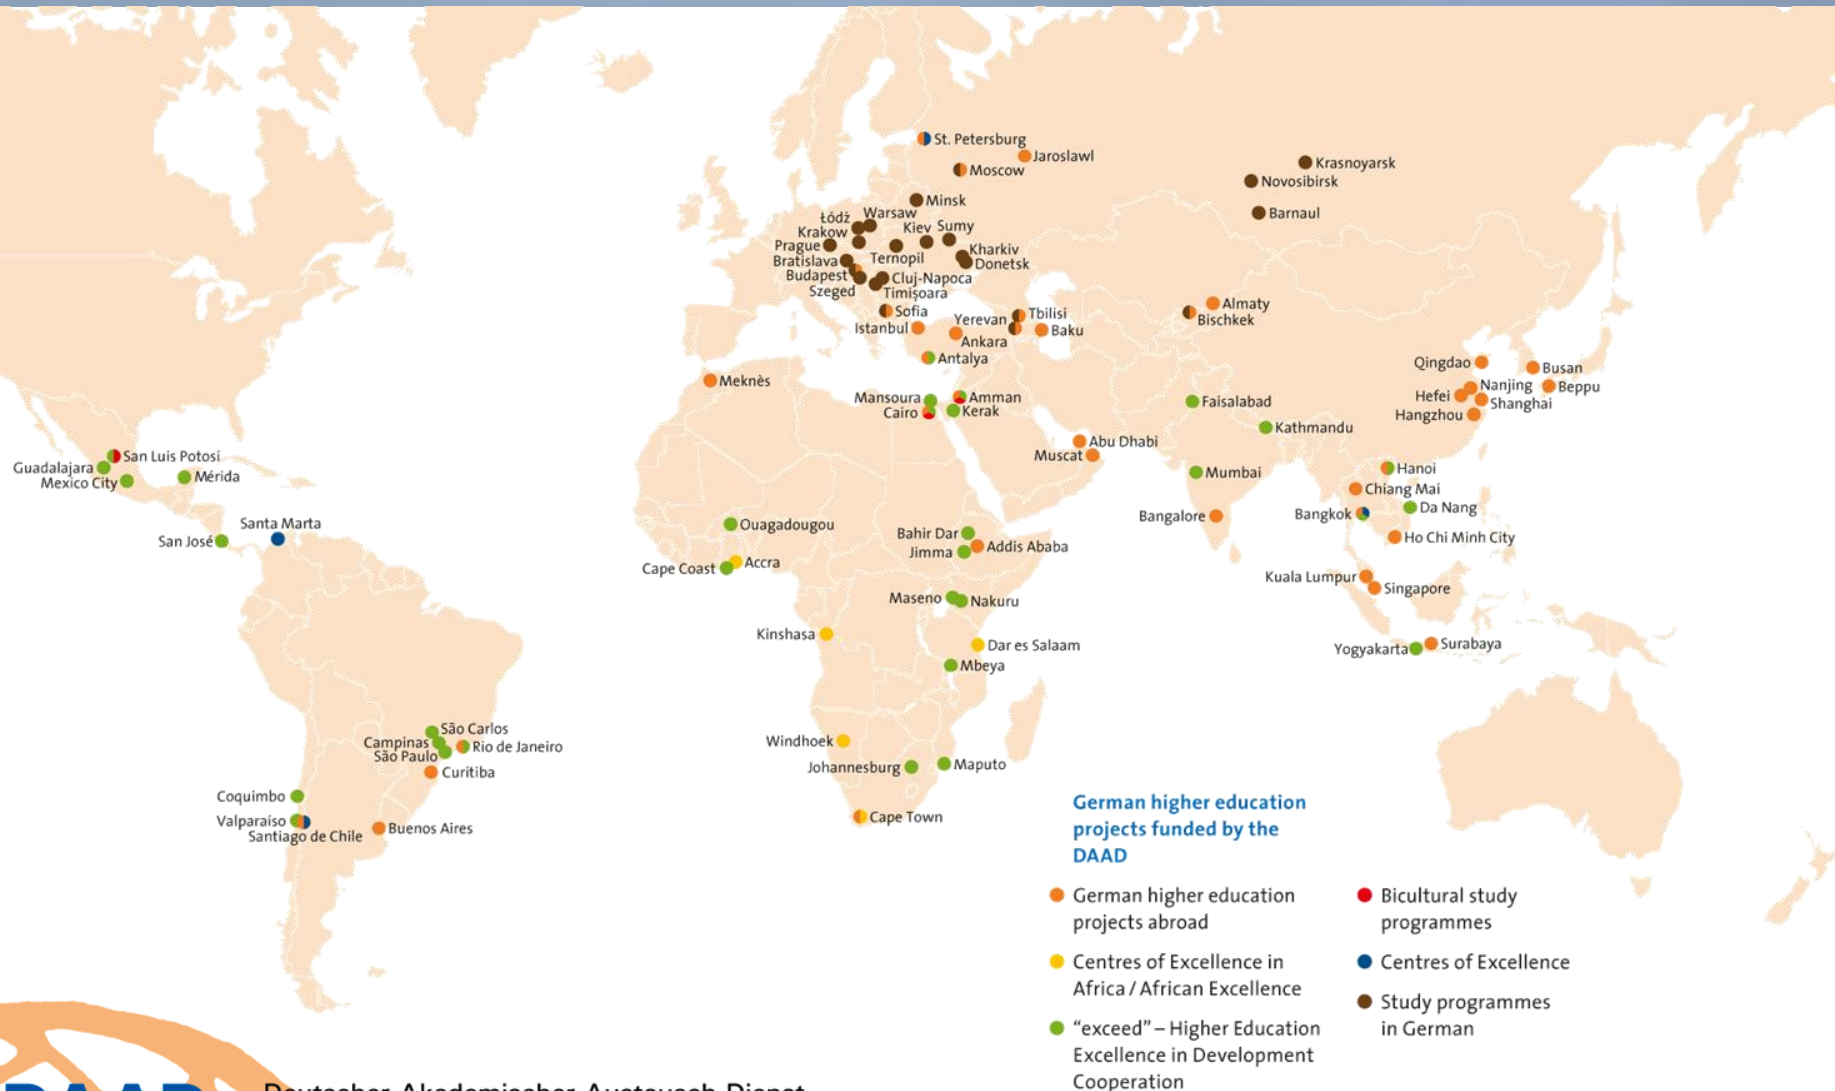 St. Petersburg
Jaroslawl
Moscow
Krasnoyarsk
Novosibirsk
Minsk
Barnaul
Łódź
Warsaw
Krakow
Kiev
Sumy
Prague
Kharkiv
Bratislava
Ternopil
Donetsk
Budapest
Cluj-Napoca
Szeged
Timişoara
Sofia
Almaty
Yerevan
Tbilisi
Bischkek
Istanbul
Baku
Ankara
Antalya
Qingdao
Busan
Meknès
Nanjing
Beppu
Mansoura
Amman
Hefei
Faisalabad
Shanghai
Cairo
Kerak
Hangzhou
Kathmandu
Abu Dhabi
Muscat
San Luis Potosí
Guadalajara
Mexico City
Mérida
Mumbai
Hanoi
Chiang Mai
Da Nang
Bangkok
Bangalore
Santa Marta
San José
Ouagadougou
Bahir Dar
Ho Chi Minh City
Jimma
Addis Ababa
Accra
Cape Coast
Kuala Lumpur
Singapore
Maseno
Nakuru
Kinshasa
Dar es Salaam
Surabaya
Yogyakarta
Mbeya
São Carlos
Campinas
Rio de Janeiro
São Paulo
Windhoek
Curitiba
Johannesburg
Maputo
Coquimbo
Valparaiso
Santiago de Chile
Buenos Aires
Cape Town
German higher education
projects funded by the
DAAD
German higher education
projects abroad
Centres of Excellence in
Africa / African Excellence
“exceed” – Higher Education
Excellence in Development
Cooperation
Bicultural study
programmes
Centres of Excellence
Study programmes
in German
DAAD
Deutscher Akademischer Austausch Dienst